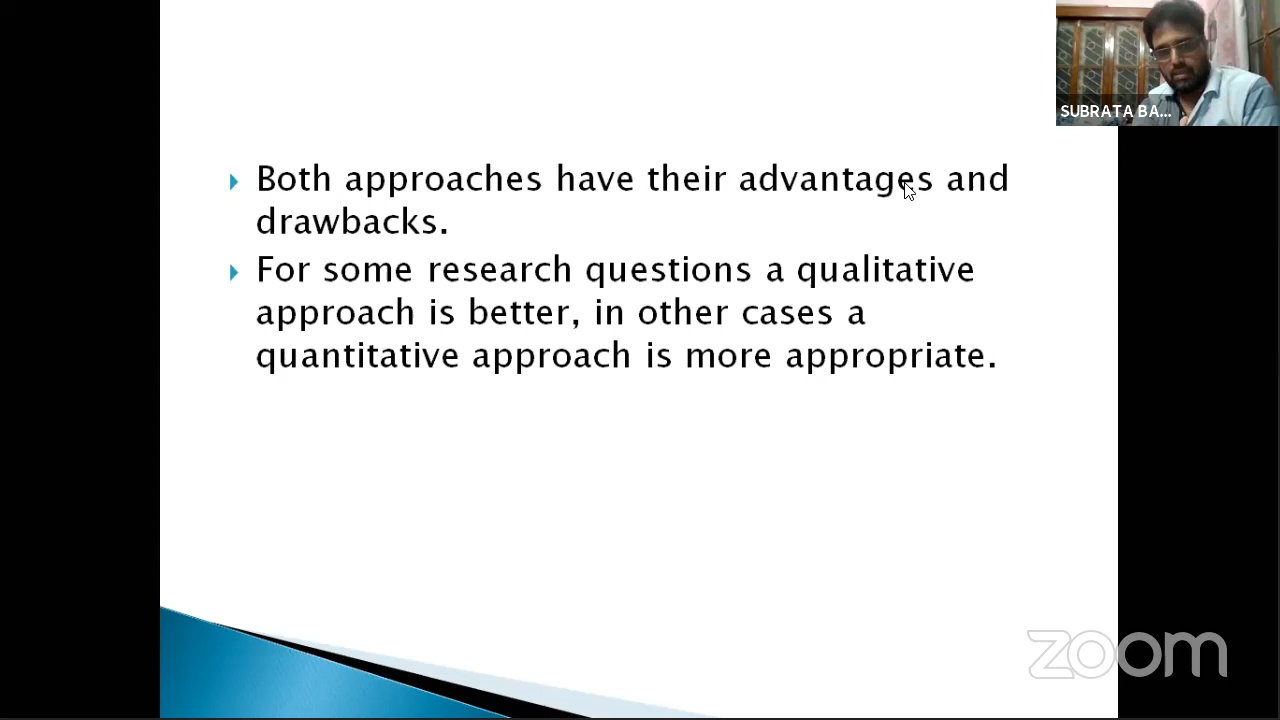 SUBRATA BA...
Both approaches have their advantages and
drawbacks.
For some research questions a qualitative
approach is better, in other cases a
quantitative approach is more appropriate.
zoom